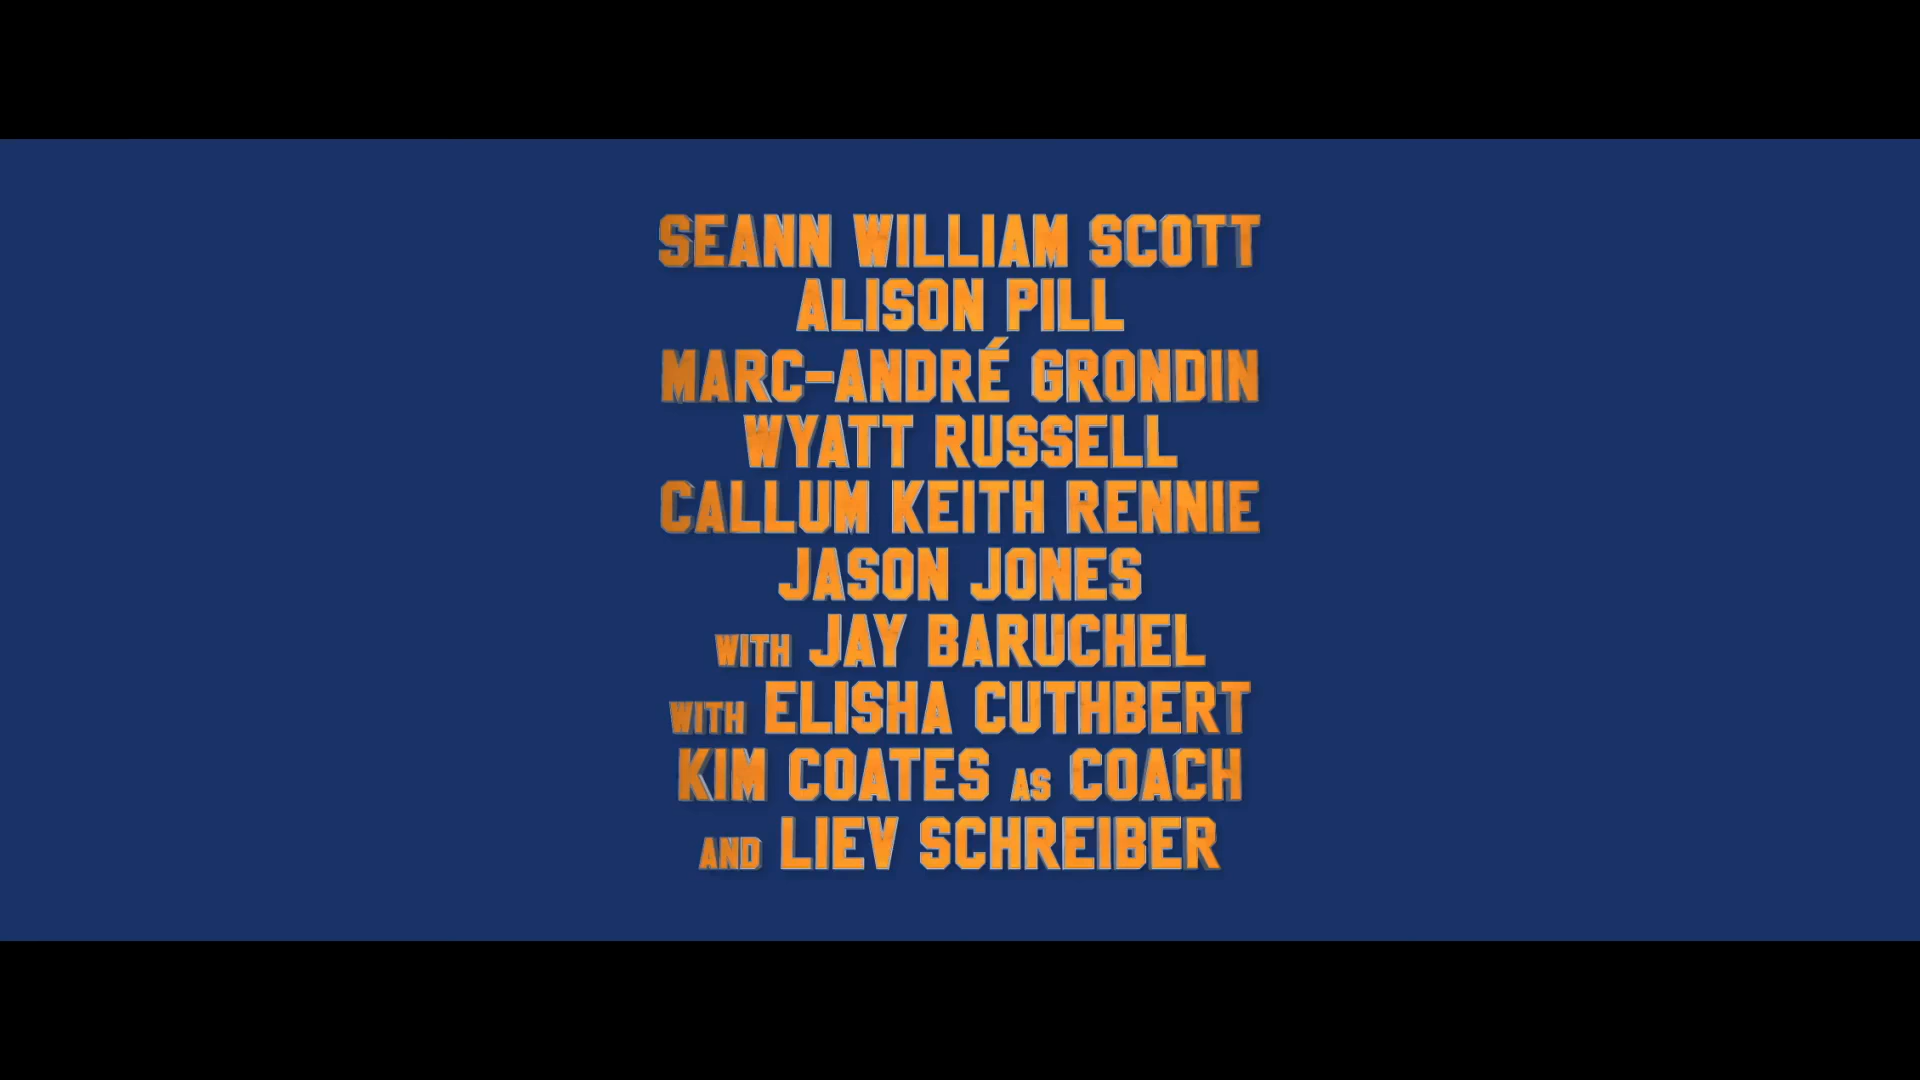 SEANN WILLIAM SCOTT
ALISON PILL
MARC-ANDRÉ GRONDIN
WYATT RUSSELL
CALLUM KEITH RENNIE
JASON JONES
WITH JAY BARUCHEL
WITH ELISHA CUTHBERT
KIM COATES AS COACH
AND LIEV SCHREIBER